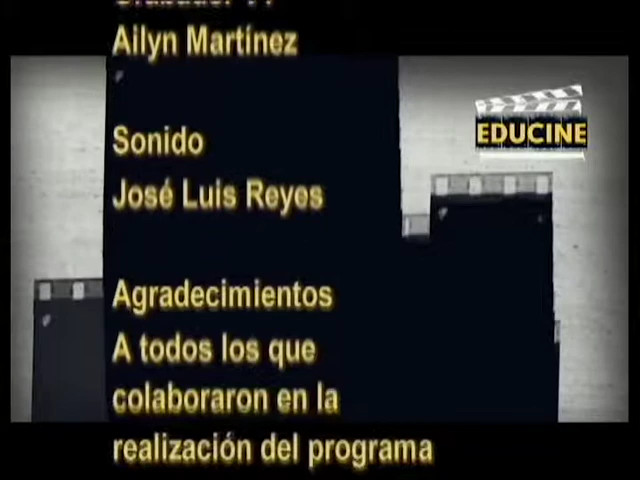 Ailyn Martínez
Sonido
José Luis Reyes
EDUCINE
Agradecimientos
A todos los que
colaboraron en la
realización del programa